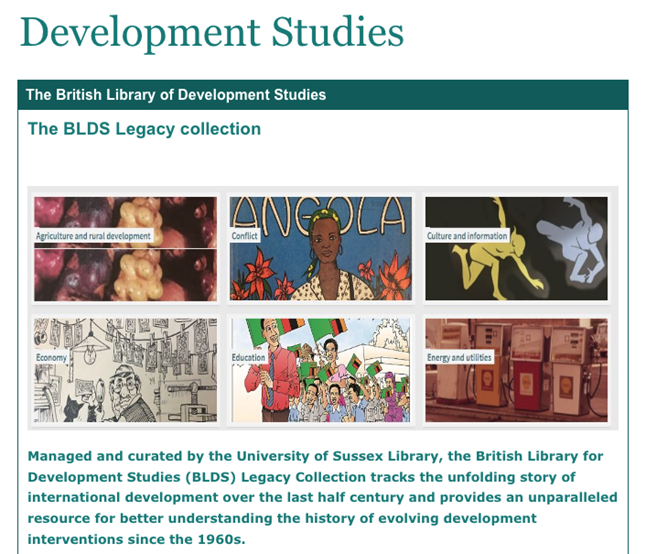 Development Studies
The British Library of Development Studies
The BLDS Legacy collection
ANGOLA
Agriculture and rural development
Conflict
Culture and information
Economy
Education
Energy and utilities
Managed and curated by the University of Sussex Library, the British Library for
Development Studies (BLDS) Legacy Collection tracks the unfolding story of
international development over the last half century and provides an unparalleled
resource for better understanding the history of evolving development
interventions since the 1960s.